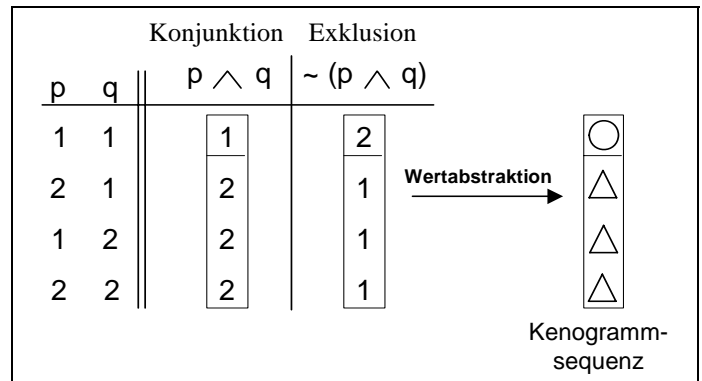 Konjunktion Exklusion
p q p ∧ q ~ (p ∧ q)
1 1 1 2
2 1 2 1 Wertabstraktion
1 2 2 1
2 2 2 1
Kenogramm-
sequenz